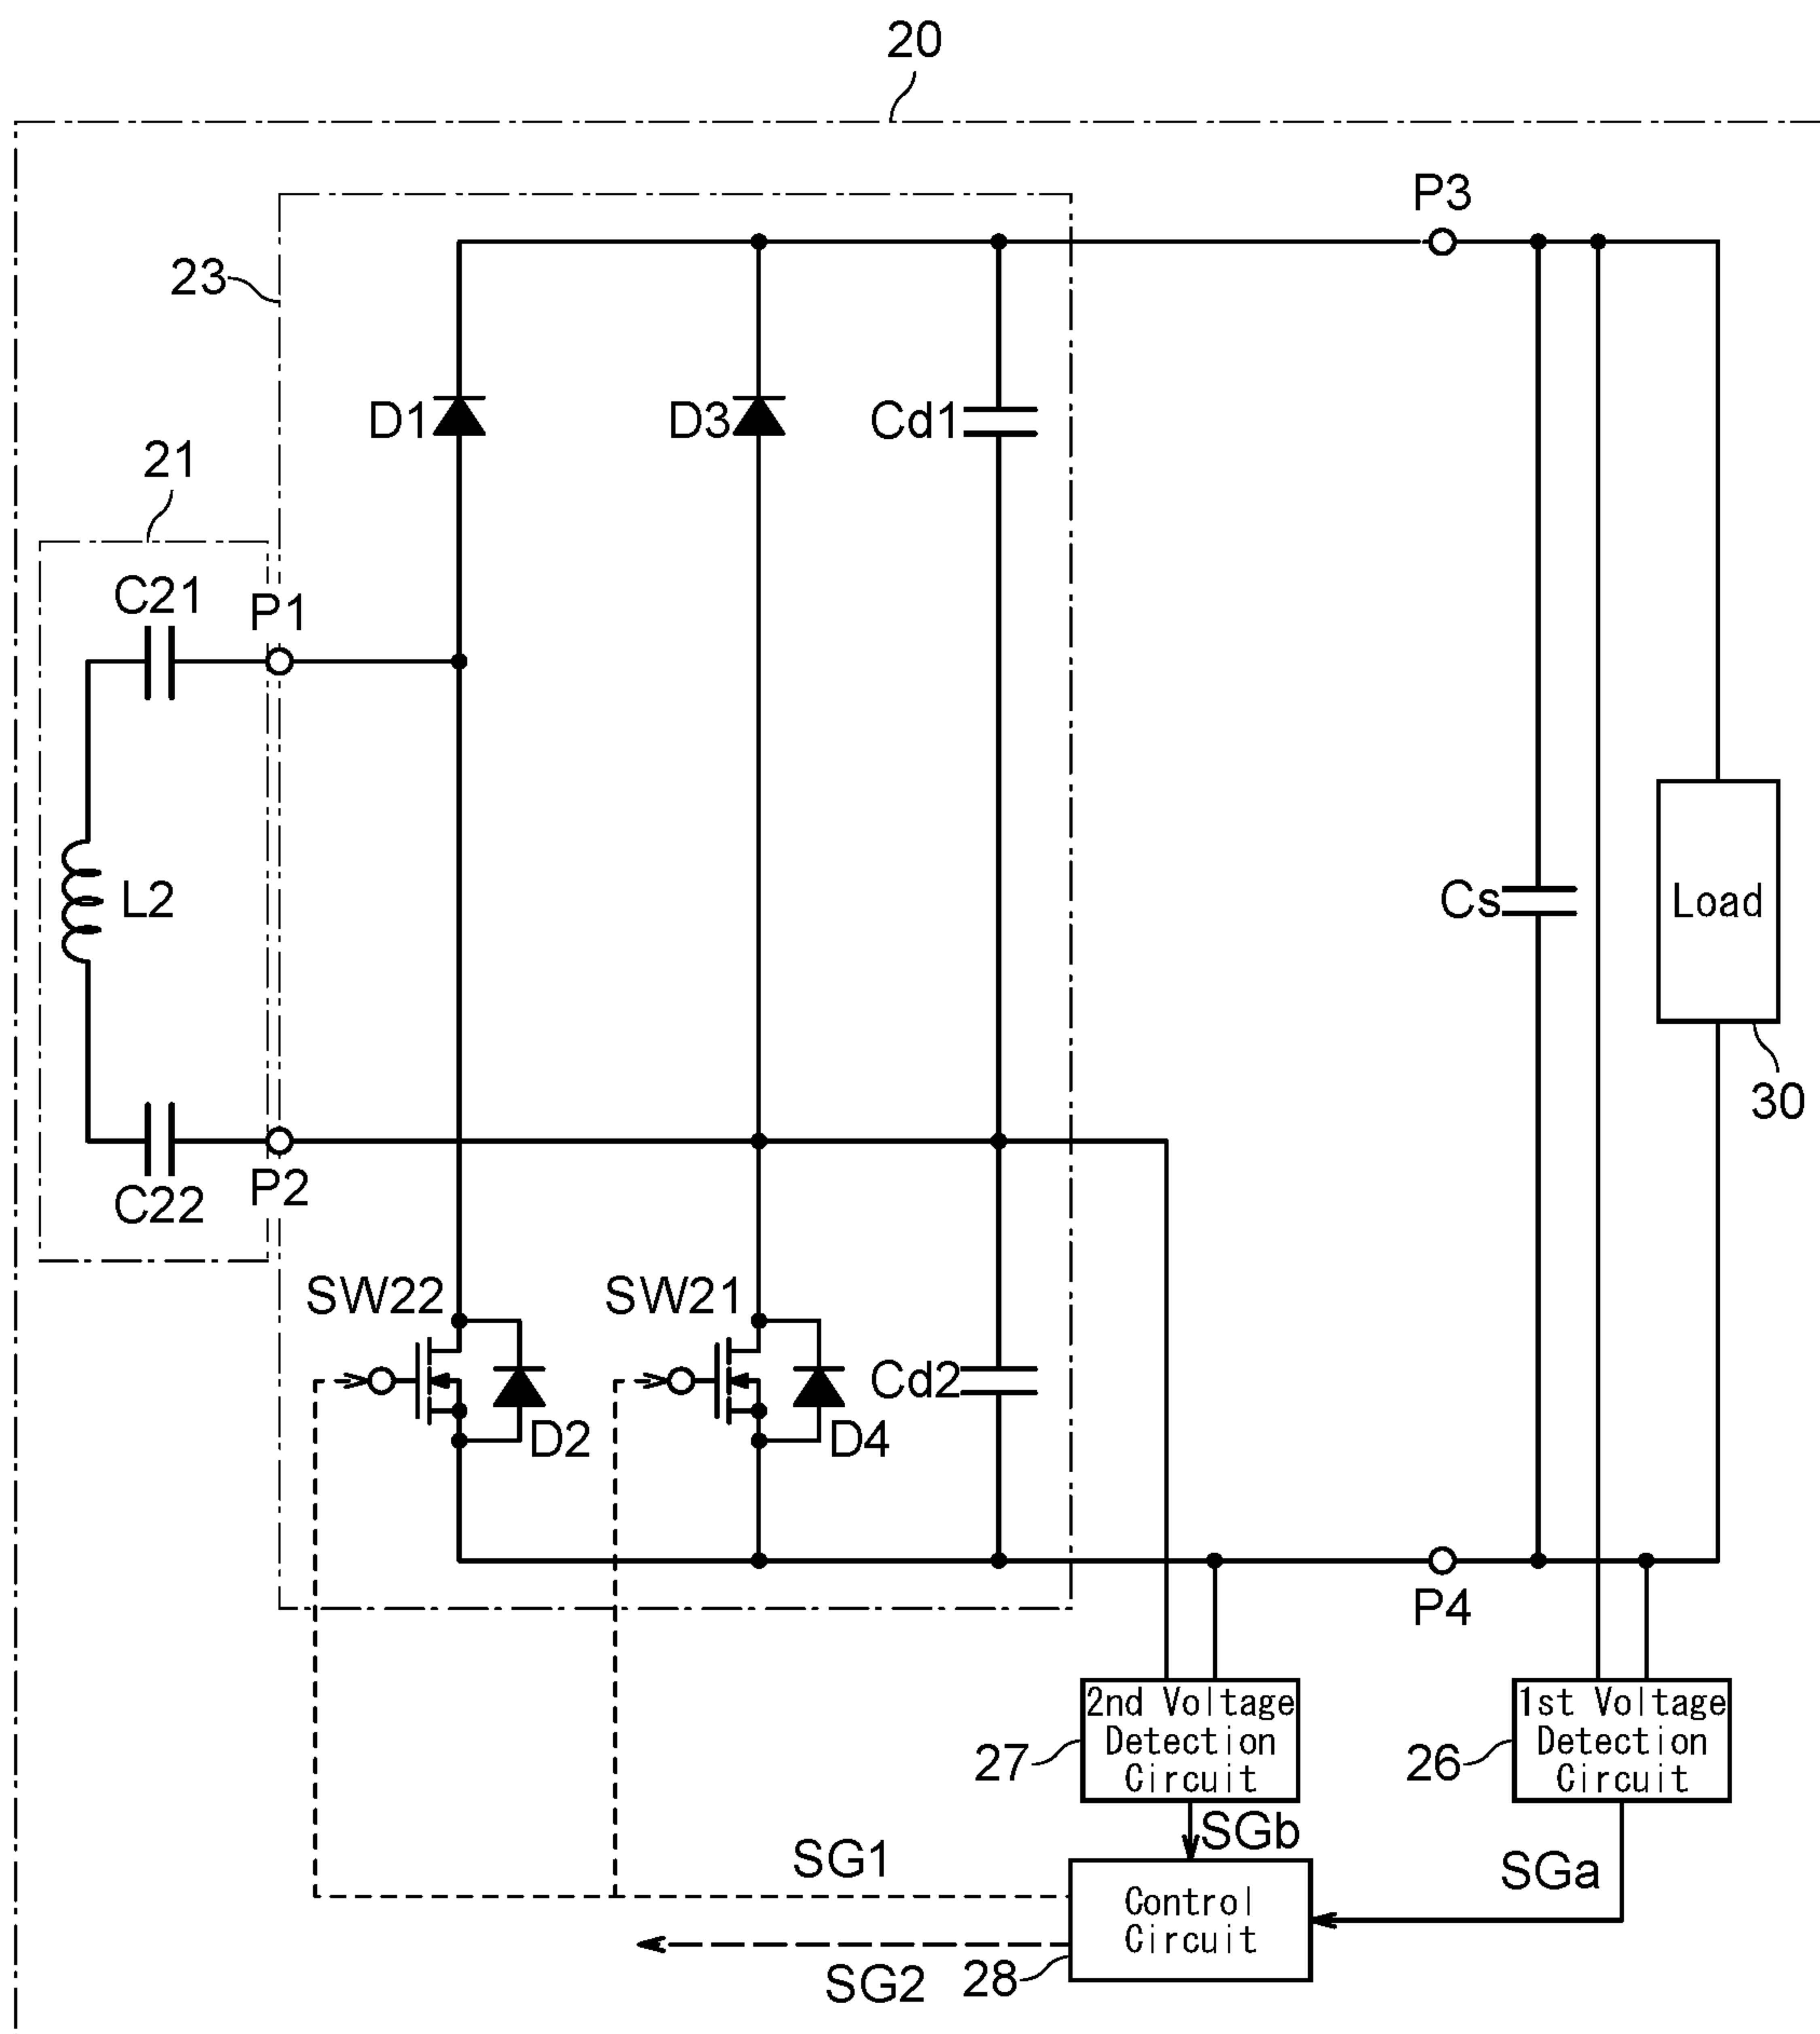 20
P3
23
D1
D3
Cd1
21
C21
P1
L2
Cs
Load
30
C22
P2
SW22
SW21
D2
D4
Cd2
P4
2nd Voltage
Detection
Circuit
27
1st Voltage
Detection
Circuit
26
SGb
SGa
SG1
Control
Circuit
SG2
28